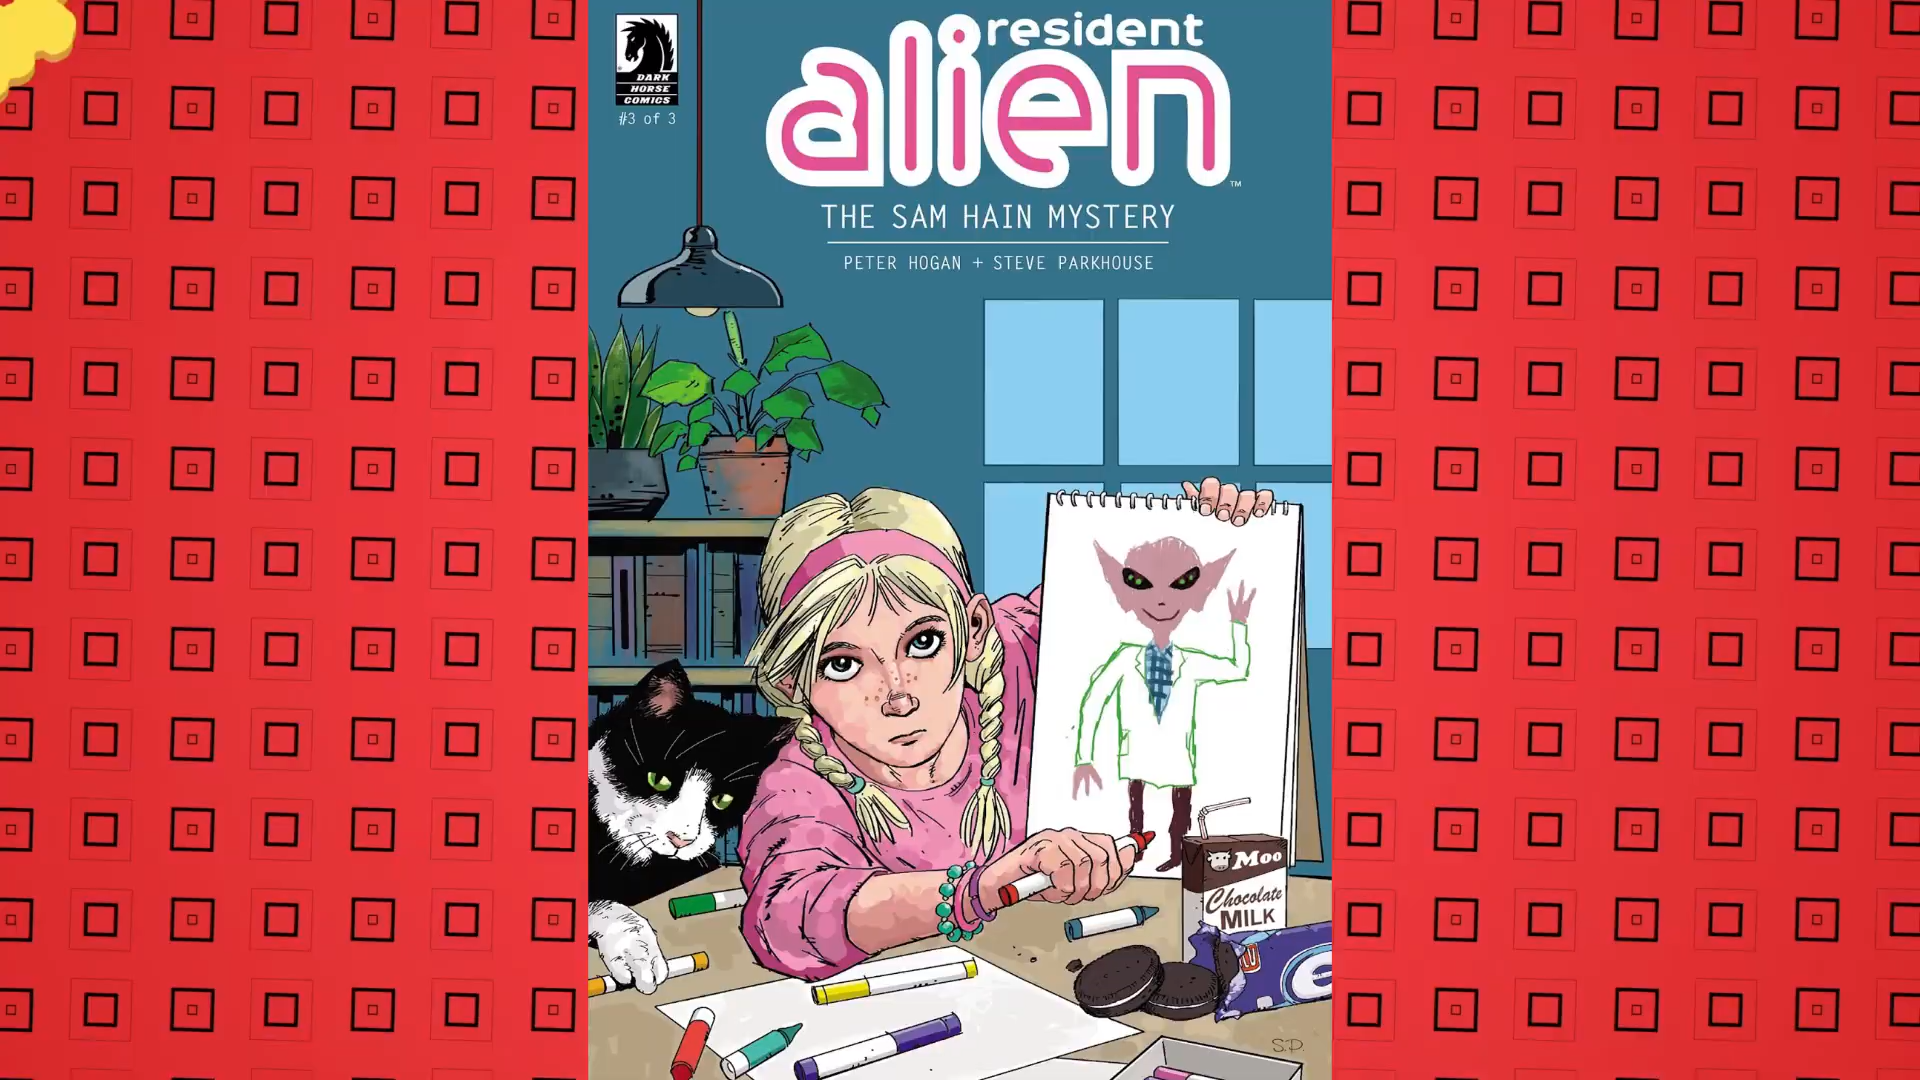 DARK
HORSE
COMICS
#3 of 3
resident
alien
™
THE SAM HAIN MYSTERY
PETER HOGAN + STEVE PARKHOUSE
Moo
Chocolate
MILK
S.P.